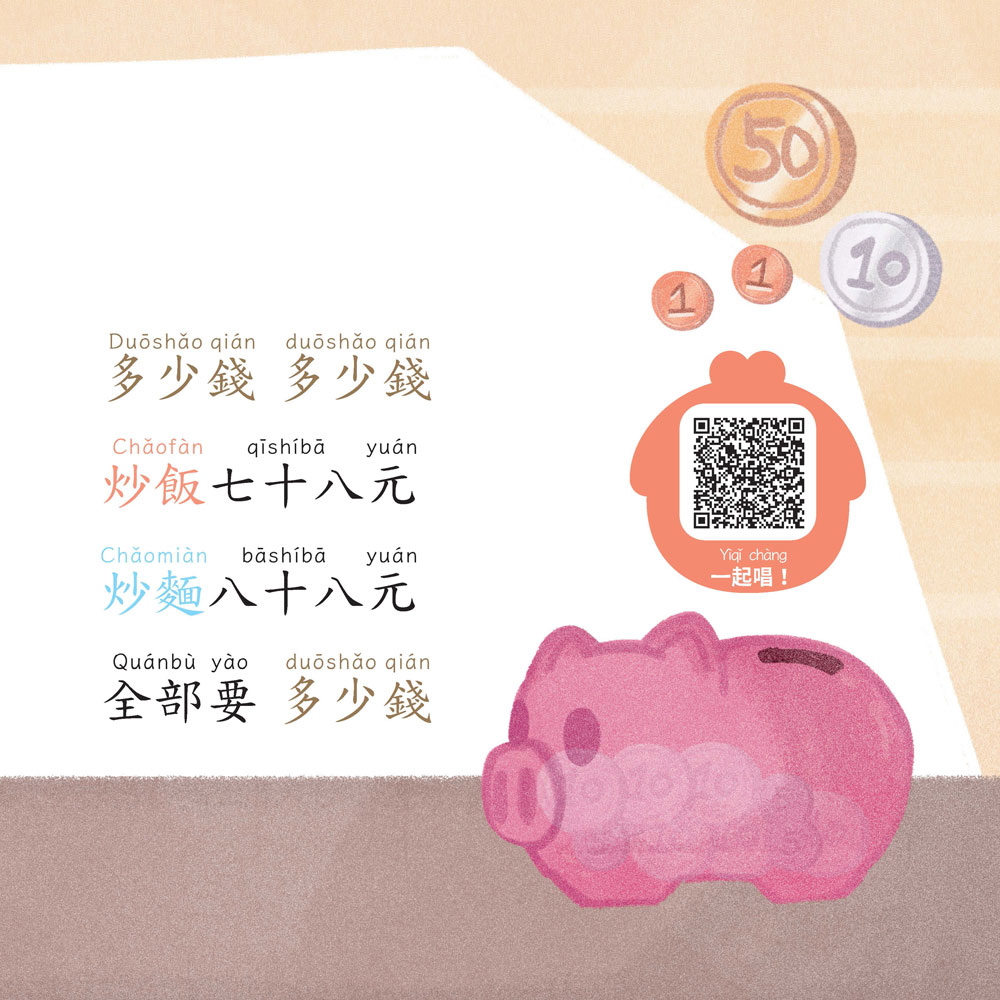 50
10
1
1
Duōshǎo qián duōshǎo qián
多少錢 多少錢
Chǎofàn qīshíbā yuán
炒飯七十八元
Chǎomiàn bāshíbā yuán
炒麵八十八元
Quánbù yào duōshǎo qián
全部要 多少錢
Yìqǐ chàng
一起唱！